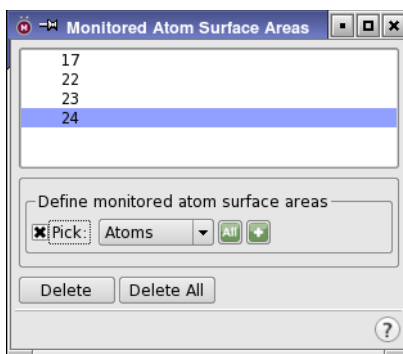 Monitored Atom Surface Areas
17
22
23
24
Define monitored atom surface areas
Pick: Atoms All +
Delete Delete All
?